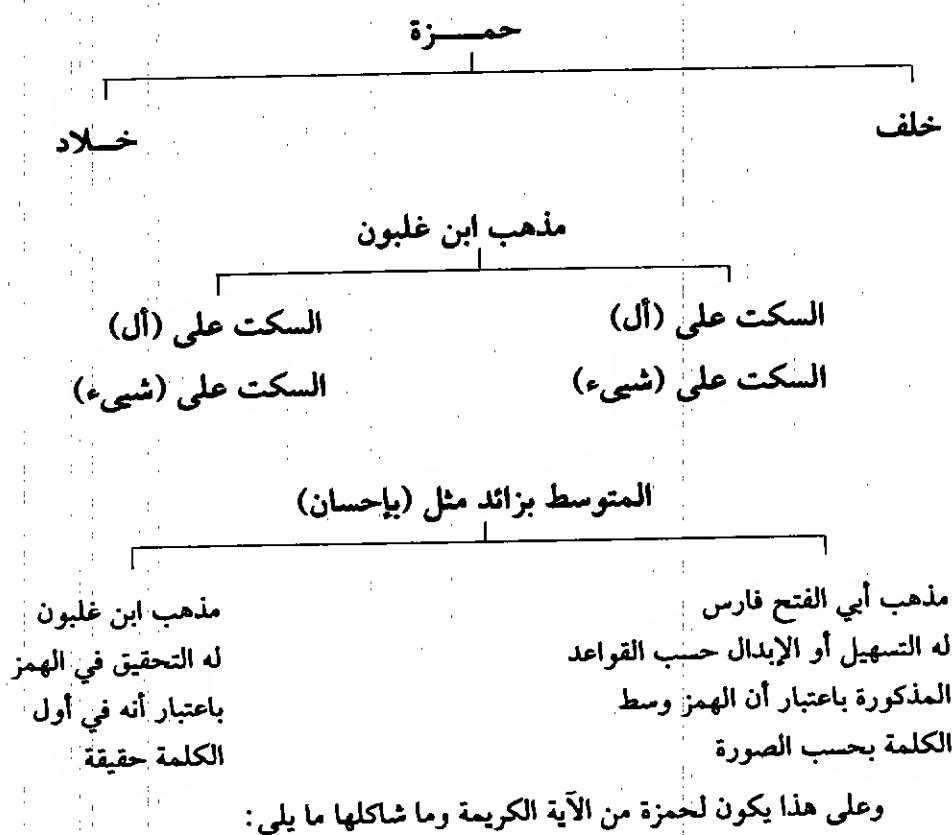 حمـــزة
خلف
خـــلاد
مذهب ابن غلبون
السكت على (أل)
السكت على (شيىء)
السكت على (أل)
السكت على (شيىء)
المتوسط بزائد مثل (بإحسان)
مذهب أبي الفتح فارس
له التسهيل أو الإبدال حسب القواعد
المذكورة باعتبار أن الهمز وسط
الكلمة بحسب الصورة
مذهب ابن غلبون
له التحقيق في الهمز
باعتبار أنه في أول
الكلمة حقيقة
وعلى هذا يكون لحمزة من الآية الكريمة وما شاكلها ما يلي :